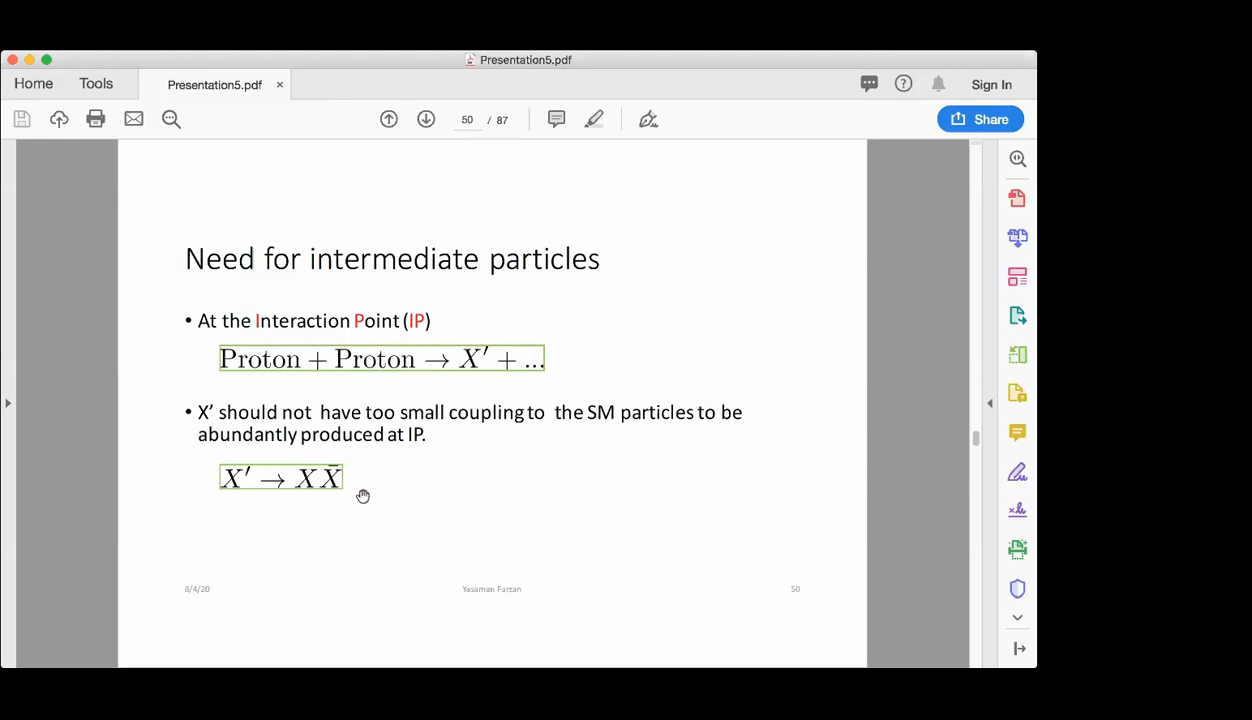 Presentation5.pdf
Home Tools Presentation5.pdf × Sign In
50 / 87 Share
Need for intermediate particles
• At the Interaction Point (IP)
Proton + Proton → X′ + ...
• X’ should not have too small coupling to the SM particles to be
abundantly produced at IP.
X′ → X X̄
8/4/20 Yasaman Farzan 50